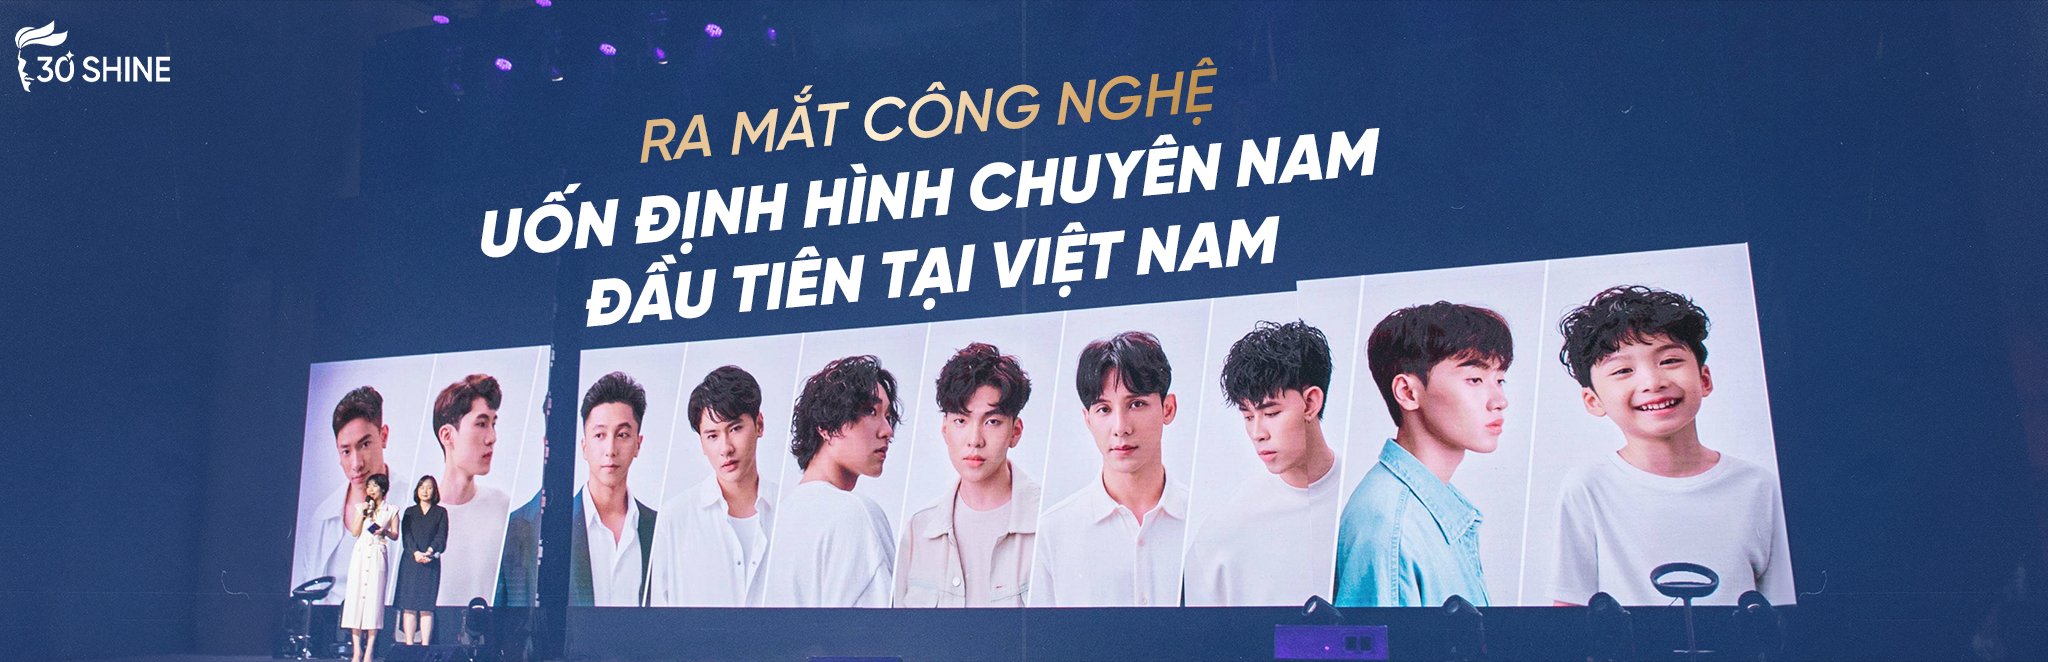 30 SHINE
RA MẮT CÔNG NGHỆ
UỐN ĐỊNH HÌNH CHUYÊN NAM
ĐẦU TIÊN TẠI VIỆT NAM